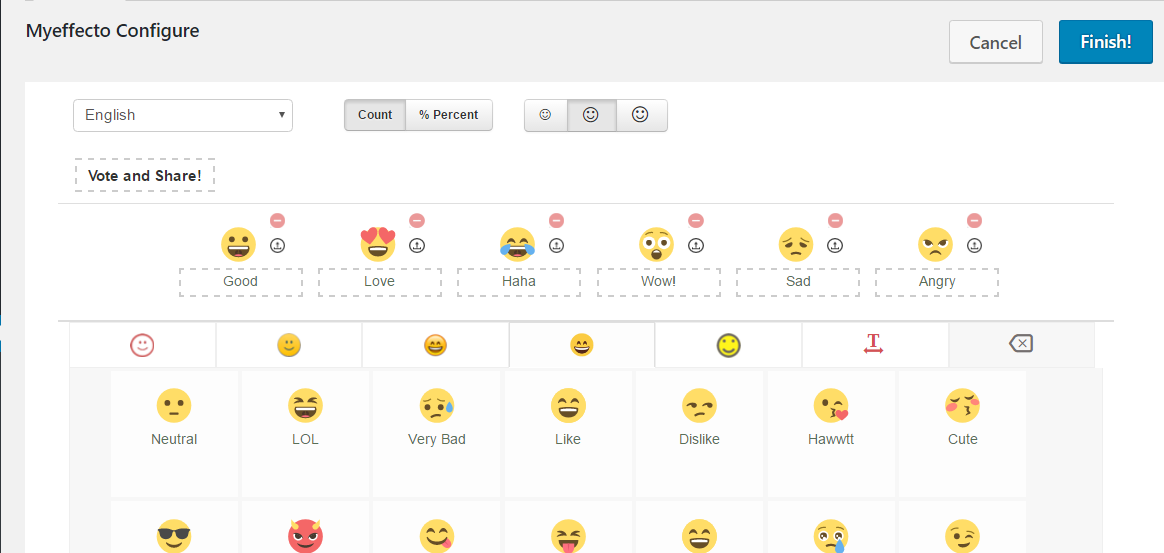 Myeffecto Configure
Cancel
Finish!
English
Count
% Percent
Vote and Share!
Good
Love
Haha
Wow!
Sad
Angry
T
Neutral
LOL
Very Bad
Like
Dislike
Hawwtt
Cute